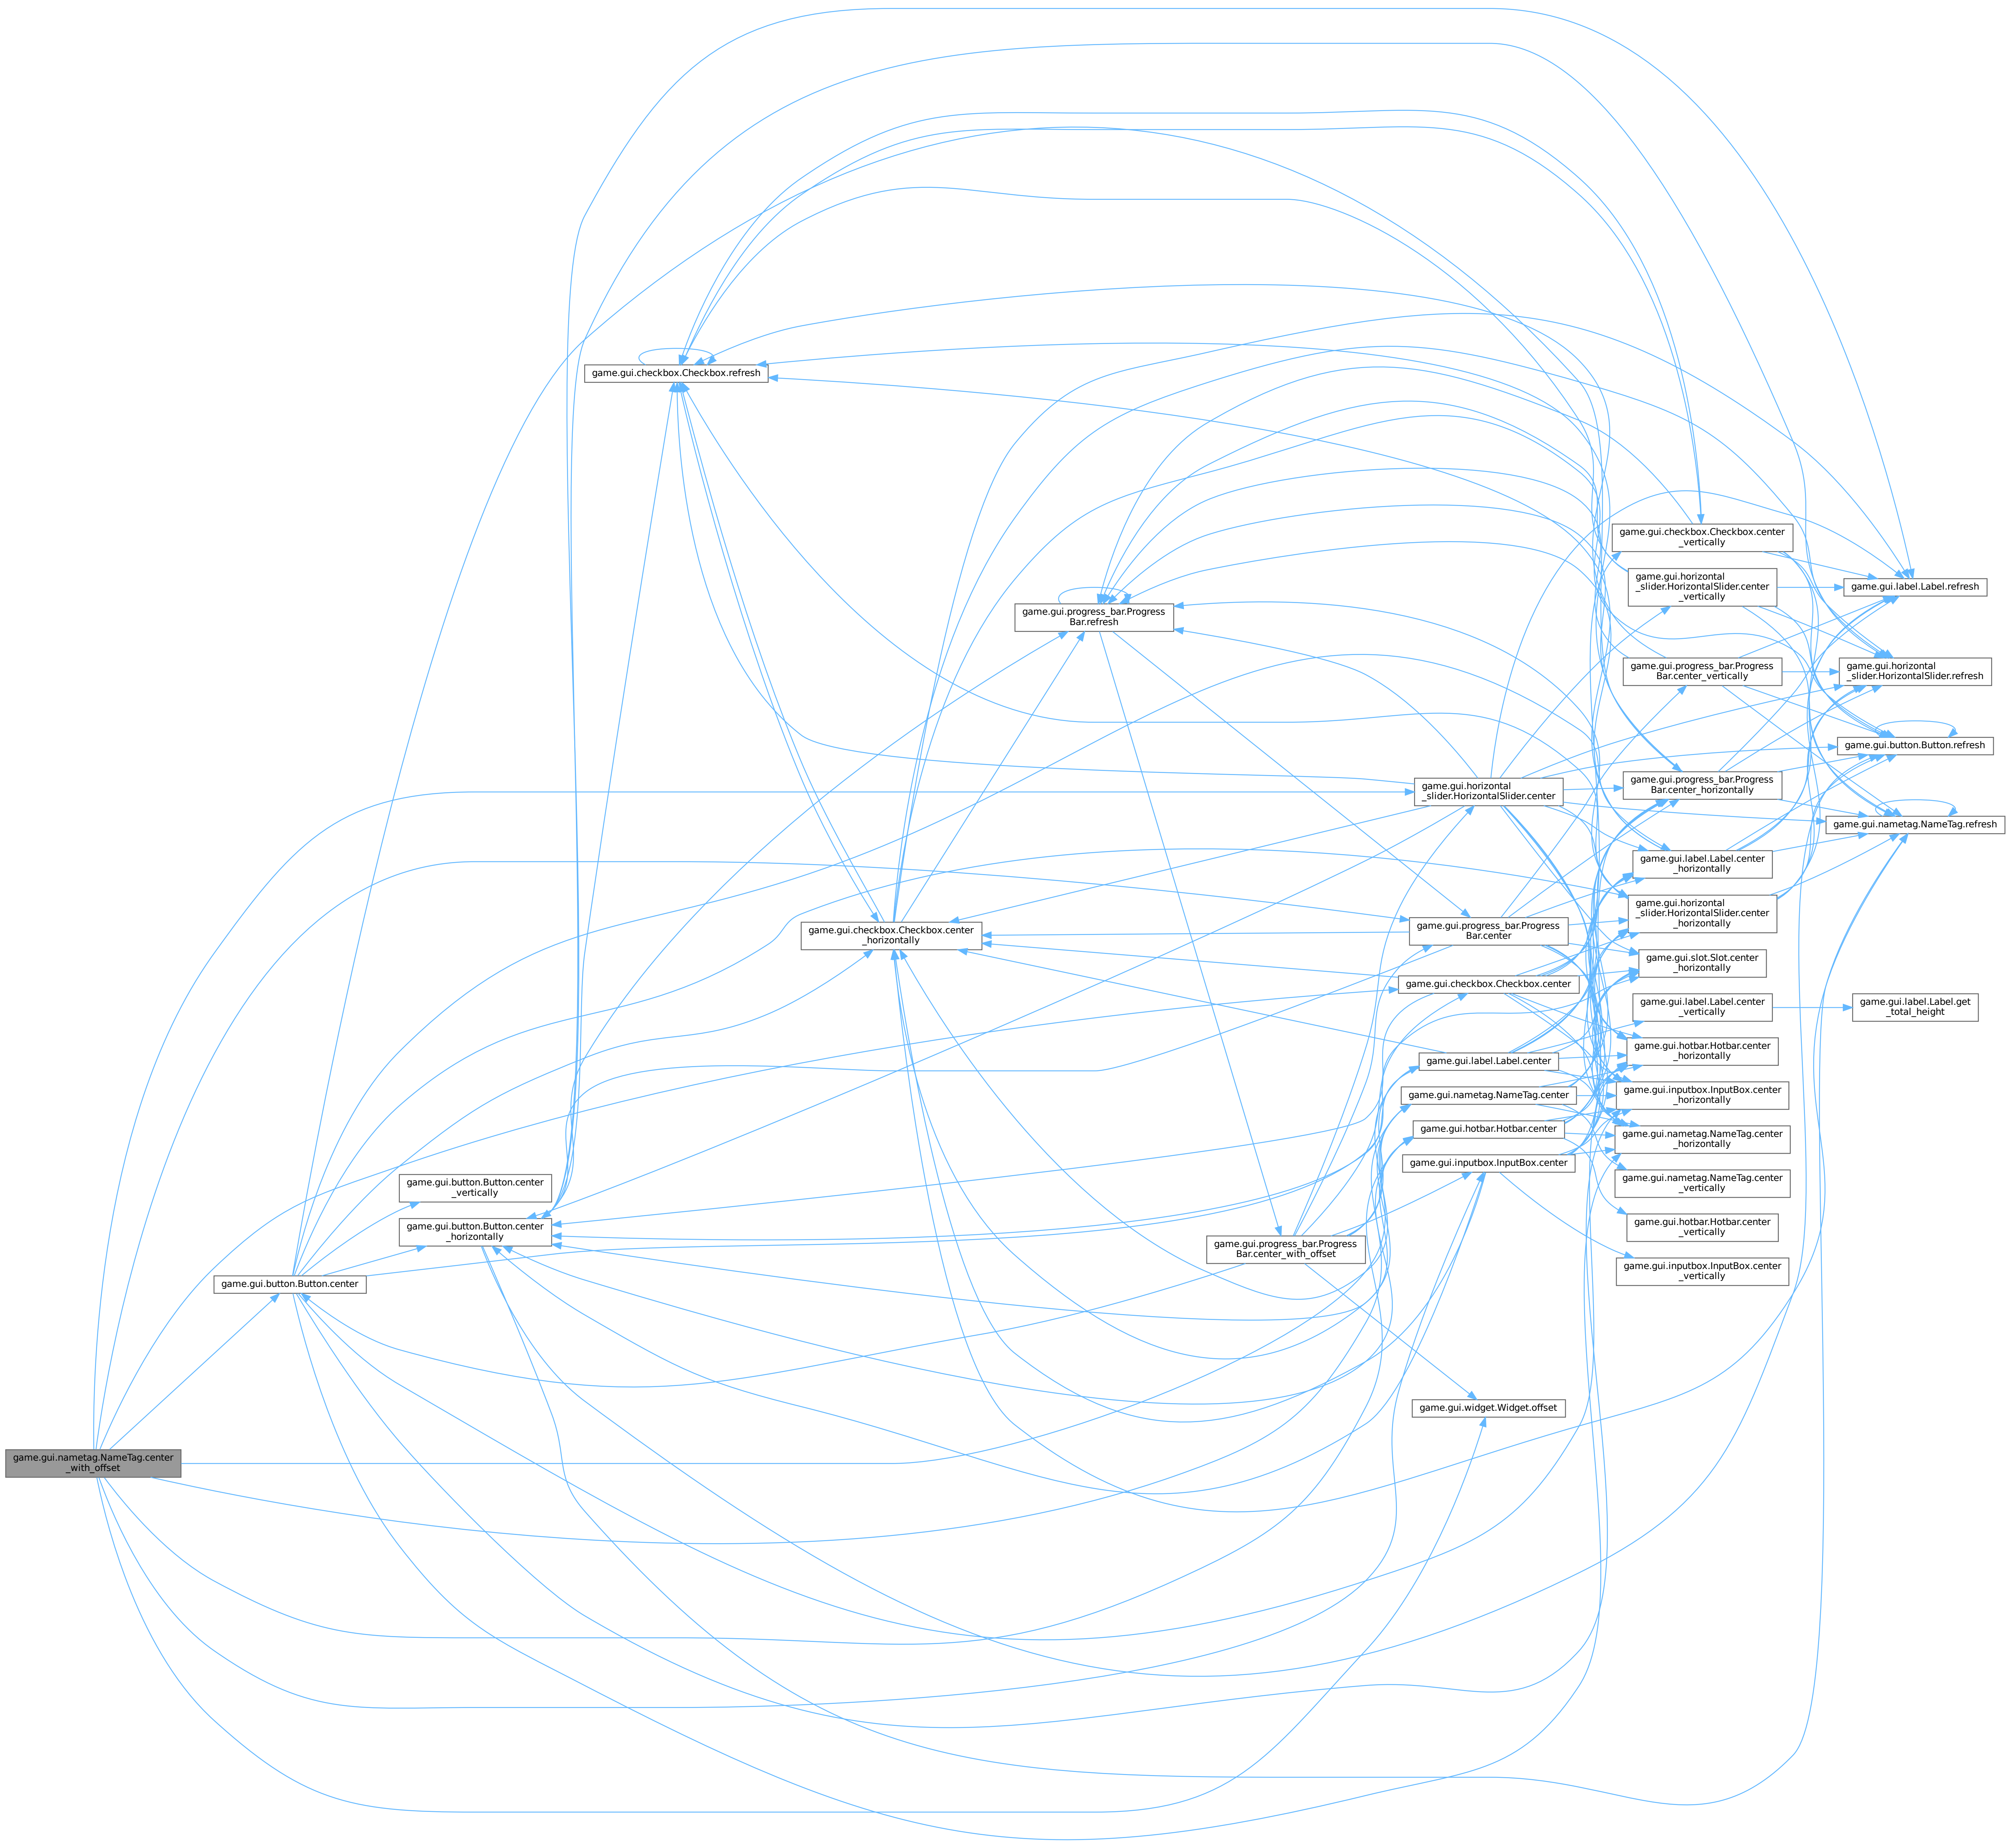 game.gui.checkbox.Checkbox.refresh
game.gui.checkbox.Checkbox.center
_vertically
game.gui.horizontal
_slider.HorizontalSlider.center
_vertically
game.gui.label.Label.refresh
game.gui.progress_bar.Progress
Bar.refresh
game.gui.progress_bar.Progress
Bar.center_vertically
game.gui.horizontal
_slider.HorizontalSlider.refresh
game.gui.button.Button.refresh
game.gui.horizontal
_slider.HorizontalSlider.center
game.gui.progress_bar.Progress
Bar.center_horizontally
game.gui.nametag.NameTag.refresh
game.gui.label.Label.center
_horizontally
game.gui.horizontal
_slider.HorizontalSlider.center
_horizontally
game.gui.checkbox.Checkbox.center
_horizontally
game.gui.progress_bar.Progress
Bar.center
game.gui.slot.Slot.center
_horizontally
game.gui.checkbox.Checkbox.center
game.gui.label.Label.center
_vertically
game.gui.label.Label.get
_total_height
game.gui.label.Label.center
game.gui.hotbar.Hotbar.center
_horizontally
game.gui.nametag.NameTag.center
game.gui.inputbox.InputBox.center
_horizontally
game.gui.hotbar.Hotbar.center
game.gui.nametag.NameTag.center
_horizontally
game.gui.inputbox.InputBox.center
game.gui.nametag.NameTag.center
_vertically
game.gui.button.Button.center
_vertically
game.gui.button.Button.center
_horizontally
game.gui.hotbar.Hotbar.center
_vertically
game.gui.progress_bar.Progress
Bar.center_with_offset
game.gui.inputbox.InputBox.center
_vertically
game.gui.button.Button.center
game.gui.widget.Widget.offset
game.gui.nametag.NameTag.center
_with_offset